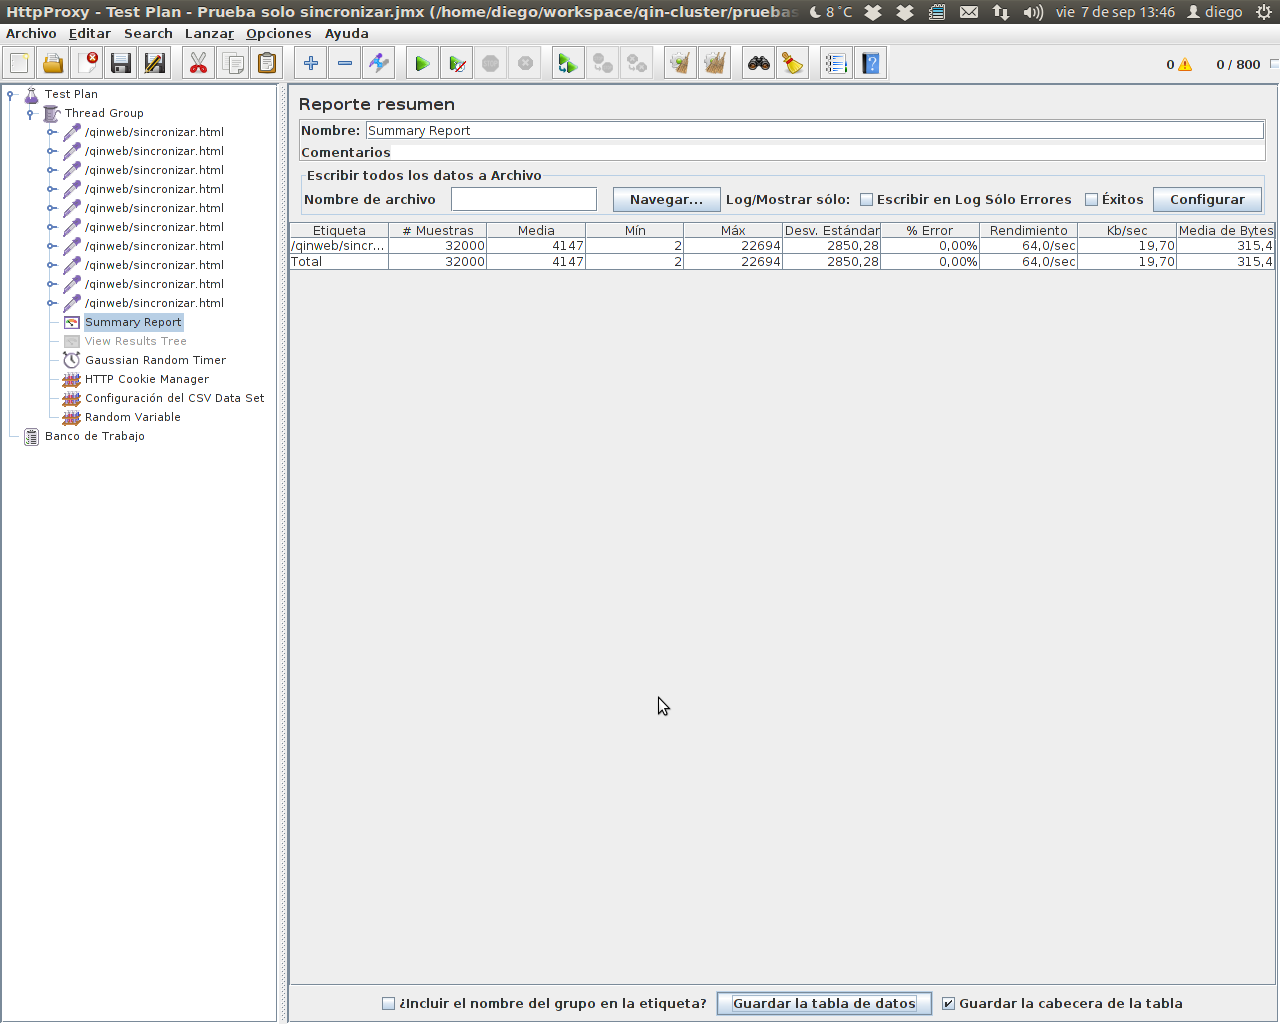 HttpProxy - Test Plan - Prueba solo sincronizar.jmx (/home/diego/workspace/qin-cluster/pruebas 8°C vie 7 de sep 13:46 diego
Archivo Editar Search Lanzar Opciones Ayuda
0 0 / 800
Test Plan
Thread Group
/qinweb/sincronizar.html
/qinweb/sincronizar.html
/qinweb/sincronizar.html
/qinweb/sincronizar.html
/qinweb/sincronizar.html
/qinweb/sincronizar.html
/qinweb/sincronizar.html
/qinweb/sincronizar.html
/qinweb/sincronizar.html
/qinweb/sincronizar.html
Summary Report
View Results Tree
Gaussian Random Timer
HTTP Cookie Manager
Configuración del CSV Data Set
Random Variable
Banco de Trabajo
Reporte resumen
Nombre: Summary Report
Comentarios
Escribir todos los datos a Archivo
Nombre de archivo Navegar... Log/Mostrar sólo: Escribir en Log Sólo Errores Éxitos Configurar
Etiqueta # Muestras Media Mín Máx Desv. Estándar % Error Rendimiento Kb/sec Media de Bytes
/qinweb/sincr... 32000 4147 2 22694 2850,28 0,00% 64,0/sec 19,70 315,4
Total 32000 4147 2 22694 2850,28 0,00% 64,0/sec 19,70 315,4
¿Incluir el nombre del grupo en la etiqueta? Guardar la tabla de datos Guardar la cabecera de la tabla